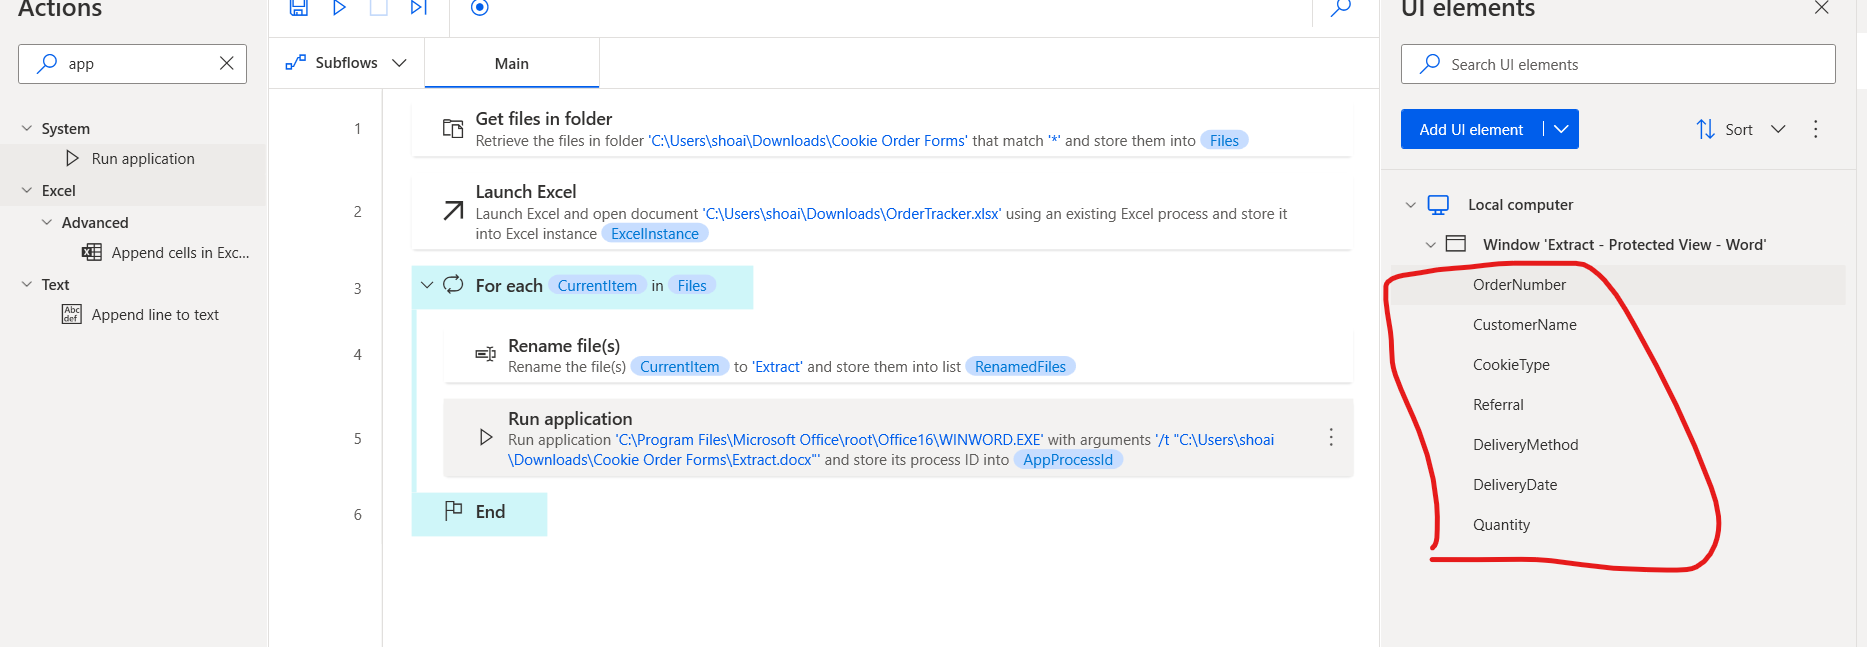 Actions
app
System
Run application
Excel
Advanced
Append cells in Exc...
Text
Abc
def
Append line to text
Subflows
Main
1
Get files in folder
Retrieve the files in folder 'C:\Users\shoai\Downloads\Cookie Order Forms' that match '*' and store them into Files
2
Launch Excel
Launch Excel and open document 'C:\Users\shoai\Downloads\OrderTracker.xlsx' using an existing Excel process and store it
into Excel instance ExcelInstance
3
For each CurrentItem in Files
4
Rename file(s)
Rename the file(s) CurrentItem to 'Extract' and store them into list RenamedFiles
5
Run application
Run application 'C:\Program Files\Microsoft Office\root\Office16\WINWORD.EXE' with arguments '/t "C:\Users\shoai
\Downloads\Cookie Order Forms\Extract.docx"' and store its process ID into AppProcessId
6
End
UI elements
Search UI elements
Add UI element
Sort
Local computer
Window 'Extract - Protected View - Word'
OrderNumber
CustomerName
CookieType
Referral
DeliveryMethod
DeliveryDate
Quantity